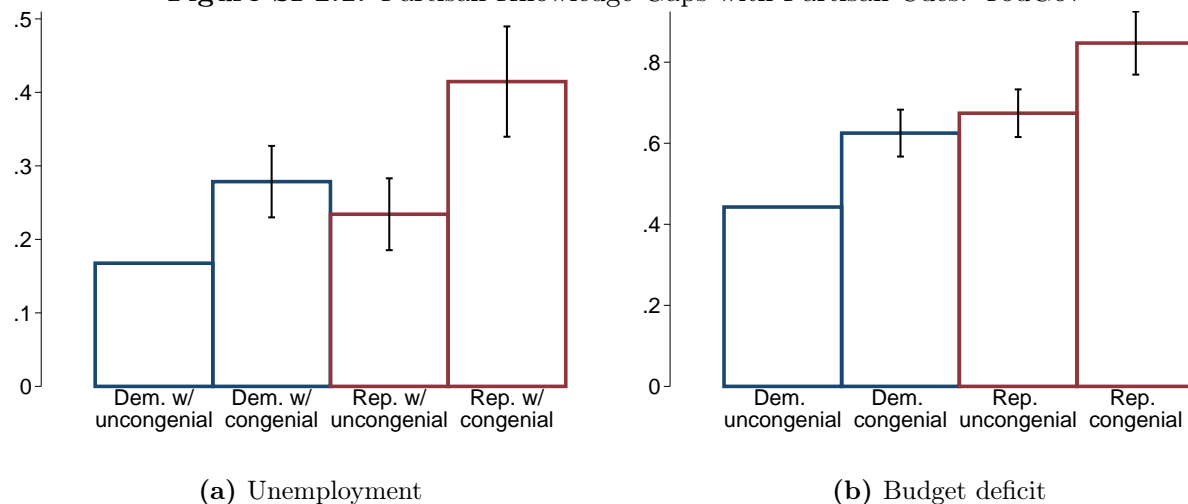 .5
.4
.3
.2
.1
0
Dem. w/ uncongenial
Dem. w/ congenial
Rep. w/ uncongenial
Rep. w/ congenial
(a) Unemployment
.8
.6
.4
.2
0
Dem. uncongenial
Dem. congenial
Rep. uncongenial
Rep. congenial
(b) Budget deficit